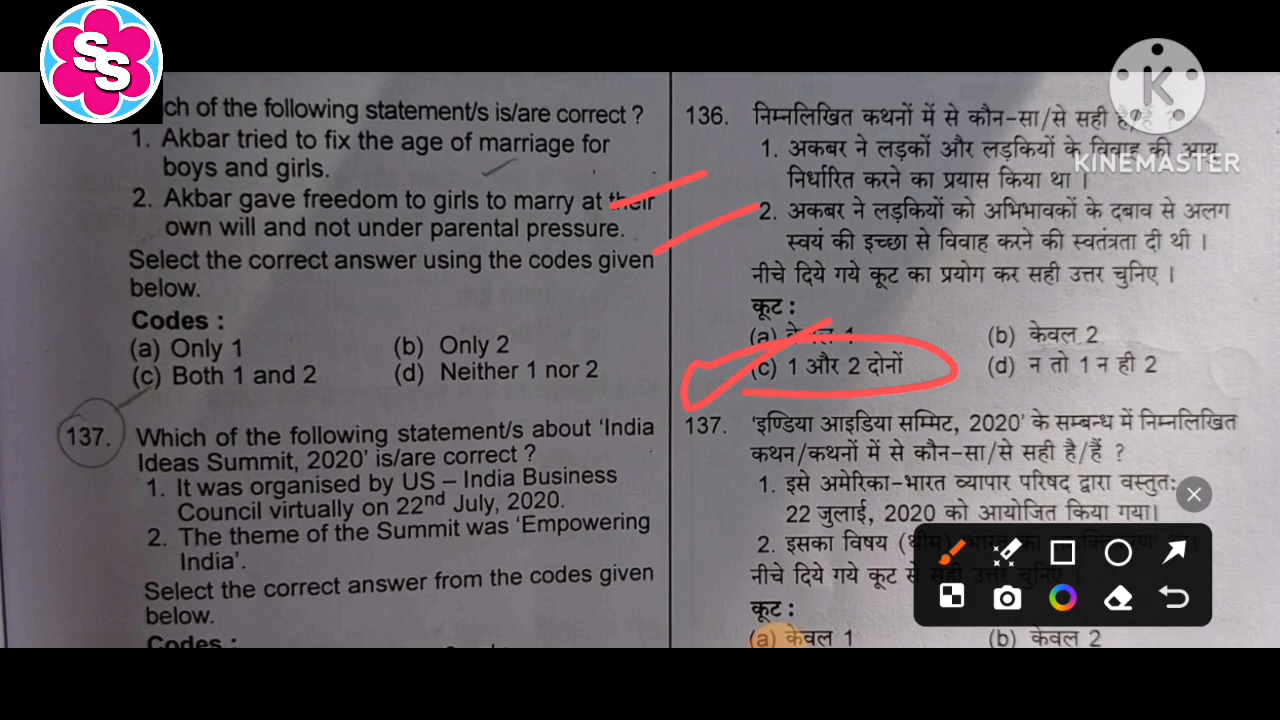 SS
ch of the following statement/s is/are correct ?
1. Akbar tried to fix the age of marriage for
boys and girls.
2. Akbar gave freedom to girls to marry at their
own will and not under parental pressure.
Select the correct answer using the codes given
below.
Codes :
(a) Only 1 (b) Only 2
(c) Both 1 and 2 (d) Neither 1 nor 2
137. Which of the following statement/s about ‘India
Ideas Summit, 2020’ is/are correct ?
1. It was organised by US – India Business
Council virtually on 22nd July, 2020.
2. The theme of the Summit was ‘Empowering
India’.
Select the correct answer from the codes given
below.
Codes :
136. निम्नलिखित कथनों में से कौन-सा/से सही है/हैं ?
1. अकबर ने लड़कों और लड़कियों के विवाह की आयु
निर्धारित करने का प्रयास किया था ।
2. अकबर ने लड़कियों को अभिभावकों के दबाव से अलग
स्वयं की इच्छा से विवाह करने की स्वतंत्रता दी थी ।
नीचे दिये गये कूट का प्रयोग कर सही उत्तर चुनिए ।
कूट :
(a) केवल 1 (b) केवल 2
(c) 1 और 2 दोनों (d) न तो 1 न ही 2
137. ‘इण्डिया आइडिया सम्मिट, 2020’ के सम्बन्ध में निम्नलिखित
कथन/कथनों में से कौन-सा/से सही है/हैं ?
1. इसे अमेरिका-भारत व्यापार परिषद द्वारा वस्तुतः
22 जुलाई, 2020 को आयोजित किया गया।
2. इसका विषय (थीम) ‘भारत का
नीचे दिये गये कूट से सही उत्तर चुनिए ।
कूट :
(a) केवल 1 (b) केवल 2
K
KINEMASTER